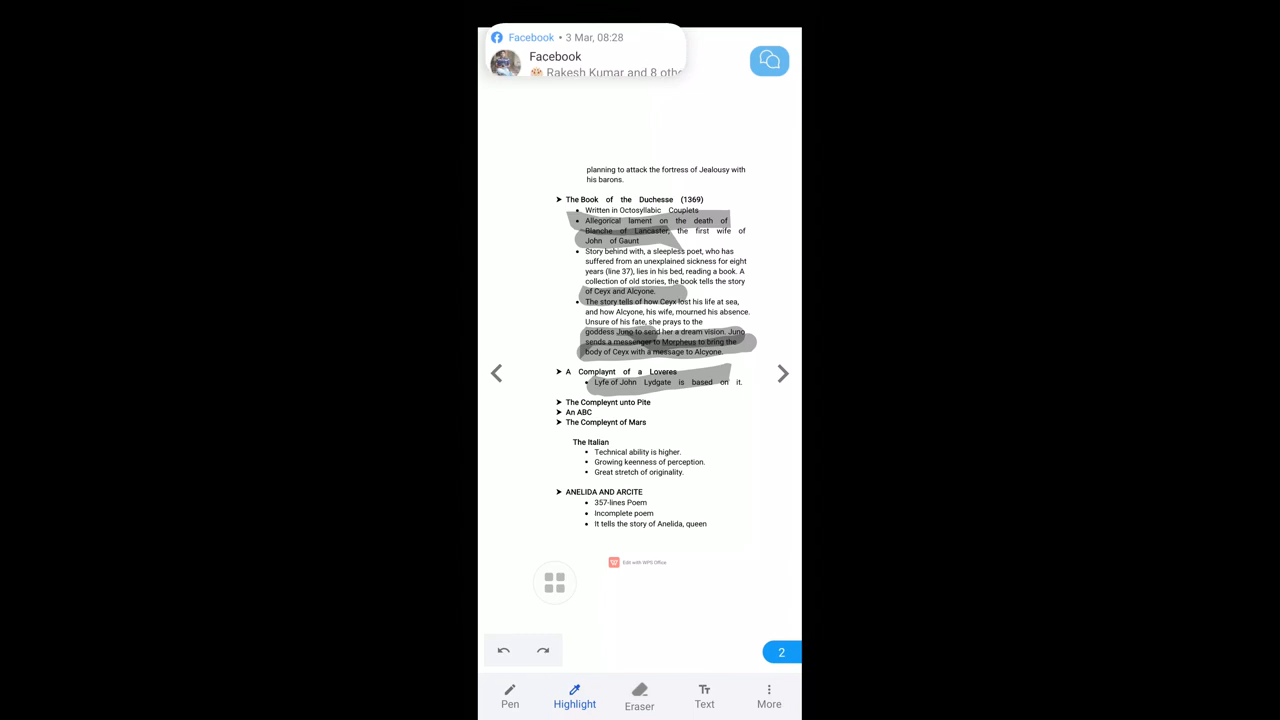 Facebook • 3 Mar, 08:28
Facebook
Rakesh Kumar and 8 othe
planning to attack the fortress of Jealousy with
his barons.
➤ The Book of the Duchesse (1369)
• Written in Octosyllabic Couplets
• Allegorical lament on the death of
Blanche of Lancaster, the first wife of
John of Gaunt
• Story behind with, a sleepless poet, who has
suffered from an unexplained sickness for eight
years (line 37), lies in his bed, reading a book. A
collection of old stories, the book tells the story
of Ceyx and Alcyone.
• The story tells of how Ceyx lost his life at sea,
and how Alcyone, his wife, mourned his absence.
Unsure of his fate, she prays to the
goddess Juno to send her a dream vision. Juno
sends a messenger to Morpheus to bring the
body of Ceyx with a message to Alcyone.
➤ A Complaynt of a Loveres
• Lyfe of John Lydgate is based on it.
➤ The Compleynt unto Pite
➤ An ABC
➤ The Compleynt of Mars
The Italian
• Technical ability is higher.
• Growing keenness of perception.
• Great stretch of originality.
➤ ANELIDA AND ARCITE
• 357-lines Poem
• Incomplete poem
• It tells the story of Anelida, queen
Edit with WPS Office
2
Pen
Highlight
Eraser
Text
More